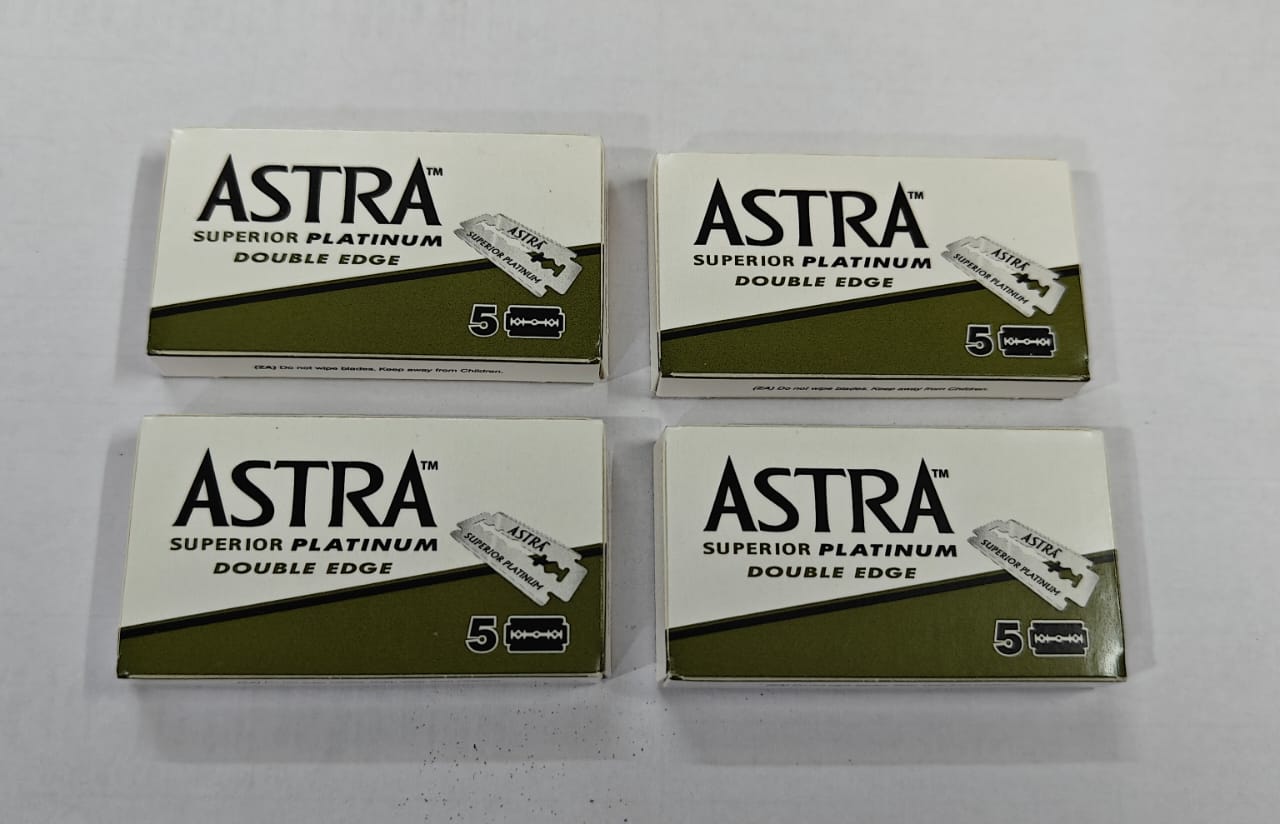 ASTRA™
SUPERIOR PLATINUM
DOUBLE EDGE
ASTRA
SUPERIOR PLATINUM
5
(ZA) Do not wipe blades. Keep away from Children.
ASTRA™
SUPERIOR PLATINUM
DOUBLE EDGE
ASTRA
SUPERIOR PLATINUM
5
(ZA) Do not wipe blades. Keep away from Children.
ASTRA™
SUPERIOR PLATINUM
DOUBLE EDGE
ASTRA
SUPERIOR PLATINUM
5
ASTRA™
SUPERIOR PLATINUM
DOUBLE EDGE
ASTRA
SUPERIOR PLATINUM
5